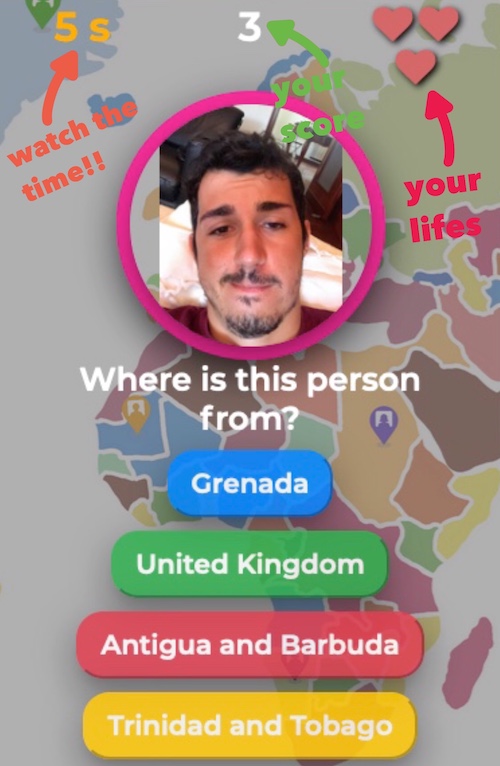 5 s
3
your
score
watch the
time!!
your
lifes
Where is this person
from?
Grenada
United Kingdom
Antigua and Barbuda
Trinidad and Tobago